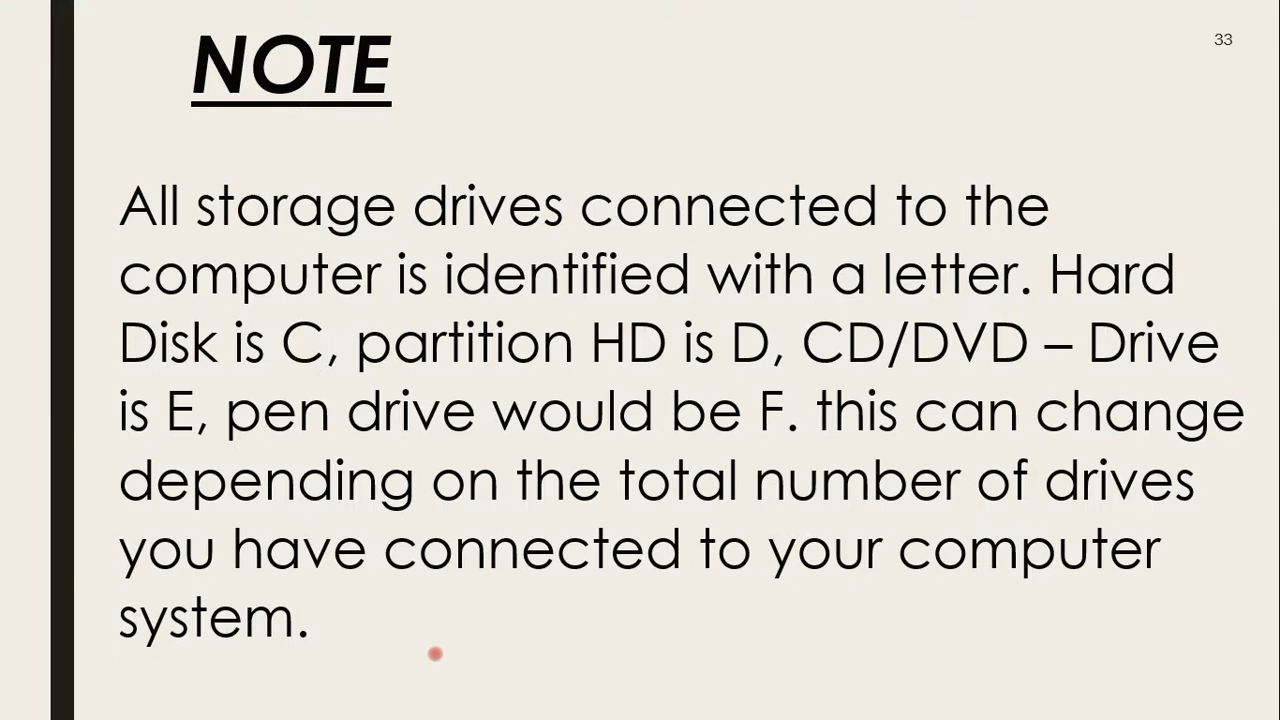 NOTE
33
All storage drives connected to the
computer is identified with a letter. Hard
Disk is C, partition HD is D, CD/DVD – Drive
is E, pen drive would be F. this can change
depending on the total number of drives
you have connected to your computer
system.